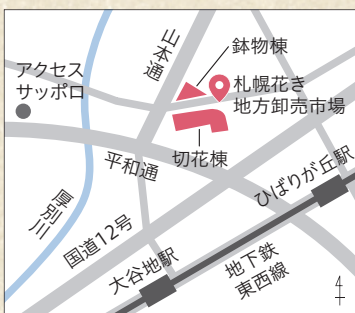 山本通
鉢物棟
アクセス
サッポロ
札幌花き
地方卸売市場
切花棟
平和通
ひばりが丘駅
厚別川
国道12号
大谷地駅
地下鉄
東西線